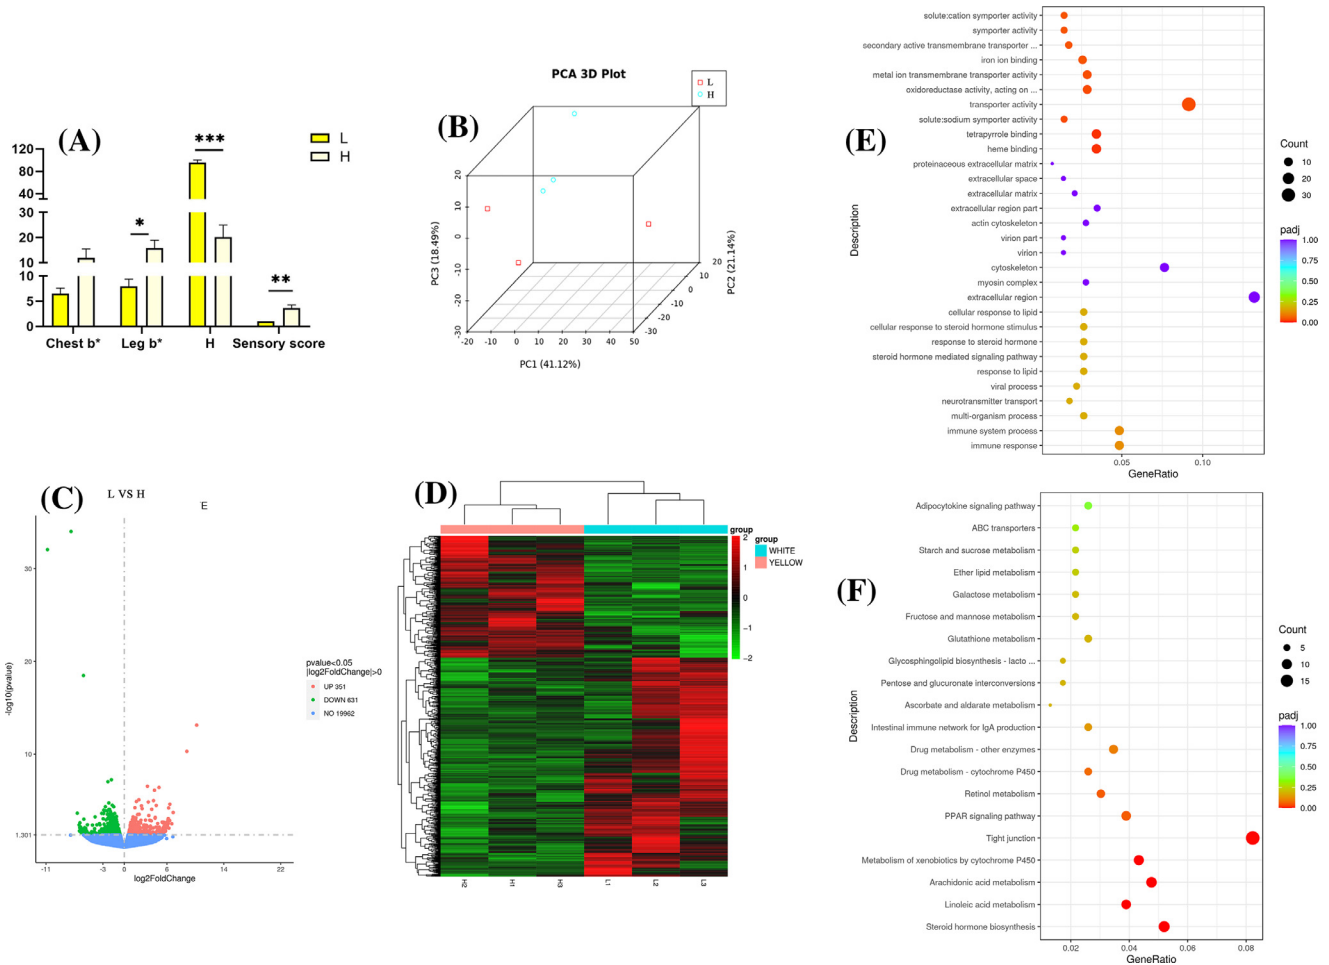 (A)
120
80
40
30
20
10
10
5
0
***
*
**
L
H
Chest b*
Leg b*
H
Sensory score
(B)
PCA 3D Plot
L
H
20
10
0
-10
-20
-30
PC3 (18.49%)
-20
-10
0
10
20
30
40
50
PC1 (41.12%)
-30
-20
-10
0
10
20
PC2 (21.14%)
(E)
solute:cation symporter activity
symporter activity
secondary active transmembrane transporter ...
iron ion binding
metal ion transmembrane transporter activity
oxidoreductase activity, acting on ...
transporter activity
solute:sodium symporter activity
tetrapyrrole binding
heme binding
proteinaceous extracellular matrix
extracellular space
extracellular matrix
extracellular region part
actin cytoskeleton
virion part
virion
cytoskeleton
myosin complex
extracellular region
cellular response to lipid
cellular response to steroid hormone stimulus
response to steroid hormone
steroid hormone mediated signaling pathway
response to lipid
viral process
neurotransmitter transport
multi-organism process
immune system process
immune response
Description
0.05
0.10
GeneRatio
Count
10
20
30
padj
1.00
0.75
0.50
0.25
0.00
(C)
L VS H
E
30
20
10
1.301
-log10(pvalue)
-11
-3
0
6
14
22
log2FoldChange
pvalue<0.05
|log2FoldChange|>0
UP 351
DOWN 631
NO 19962
(D)
group
2
1
0
−1
−2
group
WHITE
YELLOW
H2
H1
H3
L1
L2
L3
(F)
Adipocytokine signaling pathway
ABC transporters
Starch and sucrose metabolism
Ether lipid metabolism
Galactose metabolism
Fructose and mannose metabolism
Glutathione metabolism
Glycosphingolipid biosynthesis - lacto ...
Pentose and glucuronate interconversions
Ascorbate and aldarate metabolism
Intestinal immune network for IgA production
Drug metabolism - other enzymes
Drug metabolism - cytochrome P450
Retinol metabolism
PPAR signaling pathway
Tight junction
Metabolism of xenobiotics by cytochrome P450
Arachidonic acid metabolism
Linoleic acid metabolism
Steroid hormone biosynthesis
Description
0.02
0.04
0.06
0.08
GeneRatio
Count
5
10
15
padj
1.00
0.75
0.50
0.25
0.00